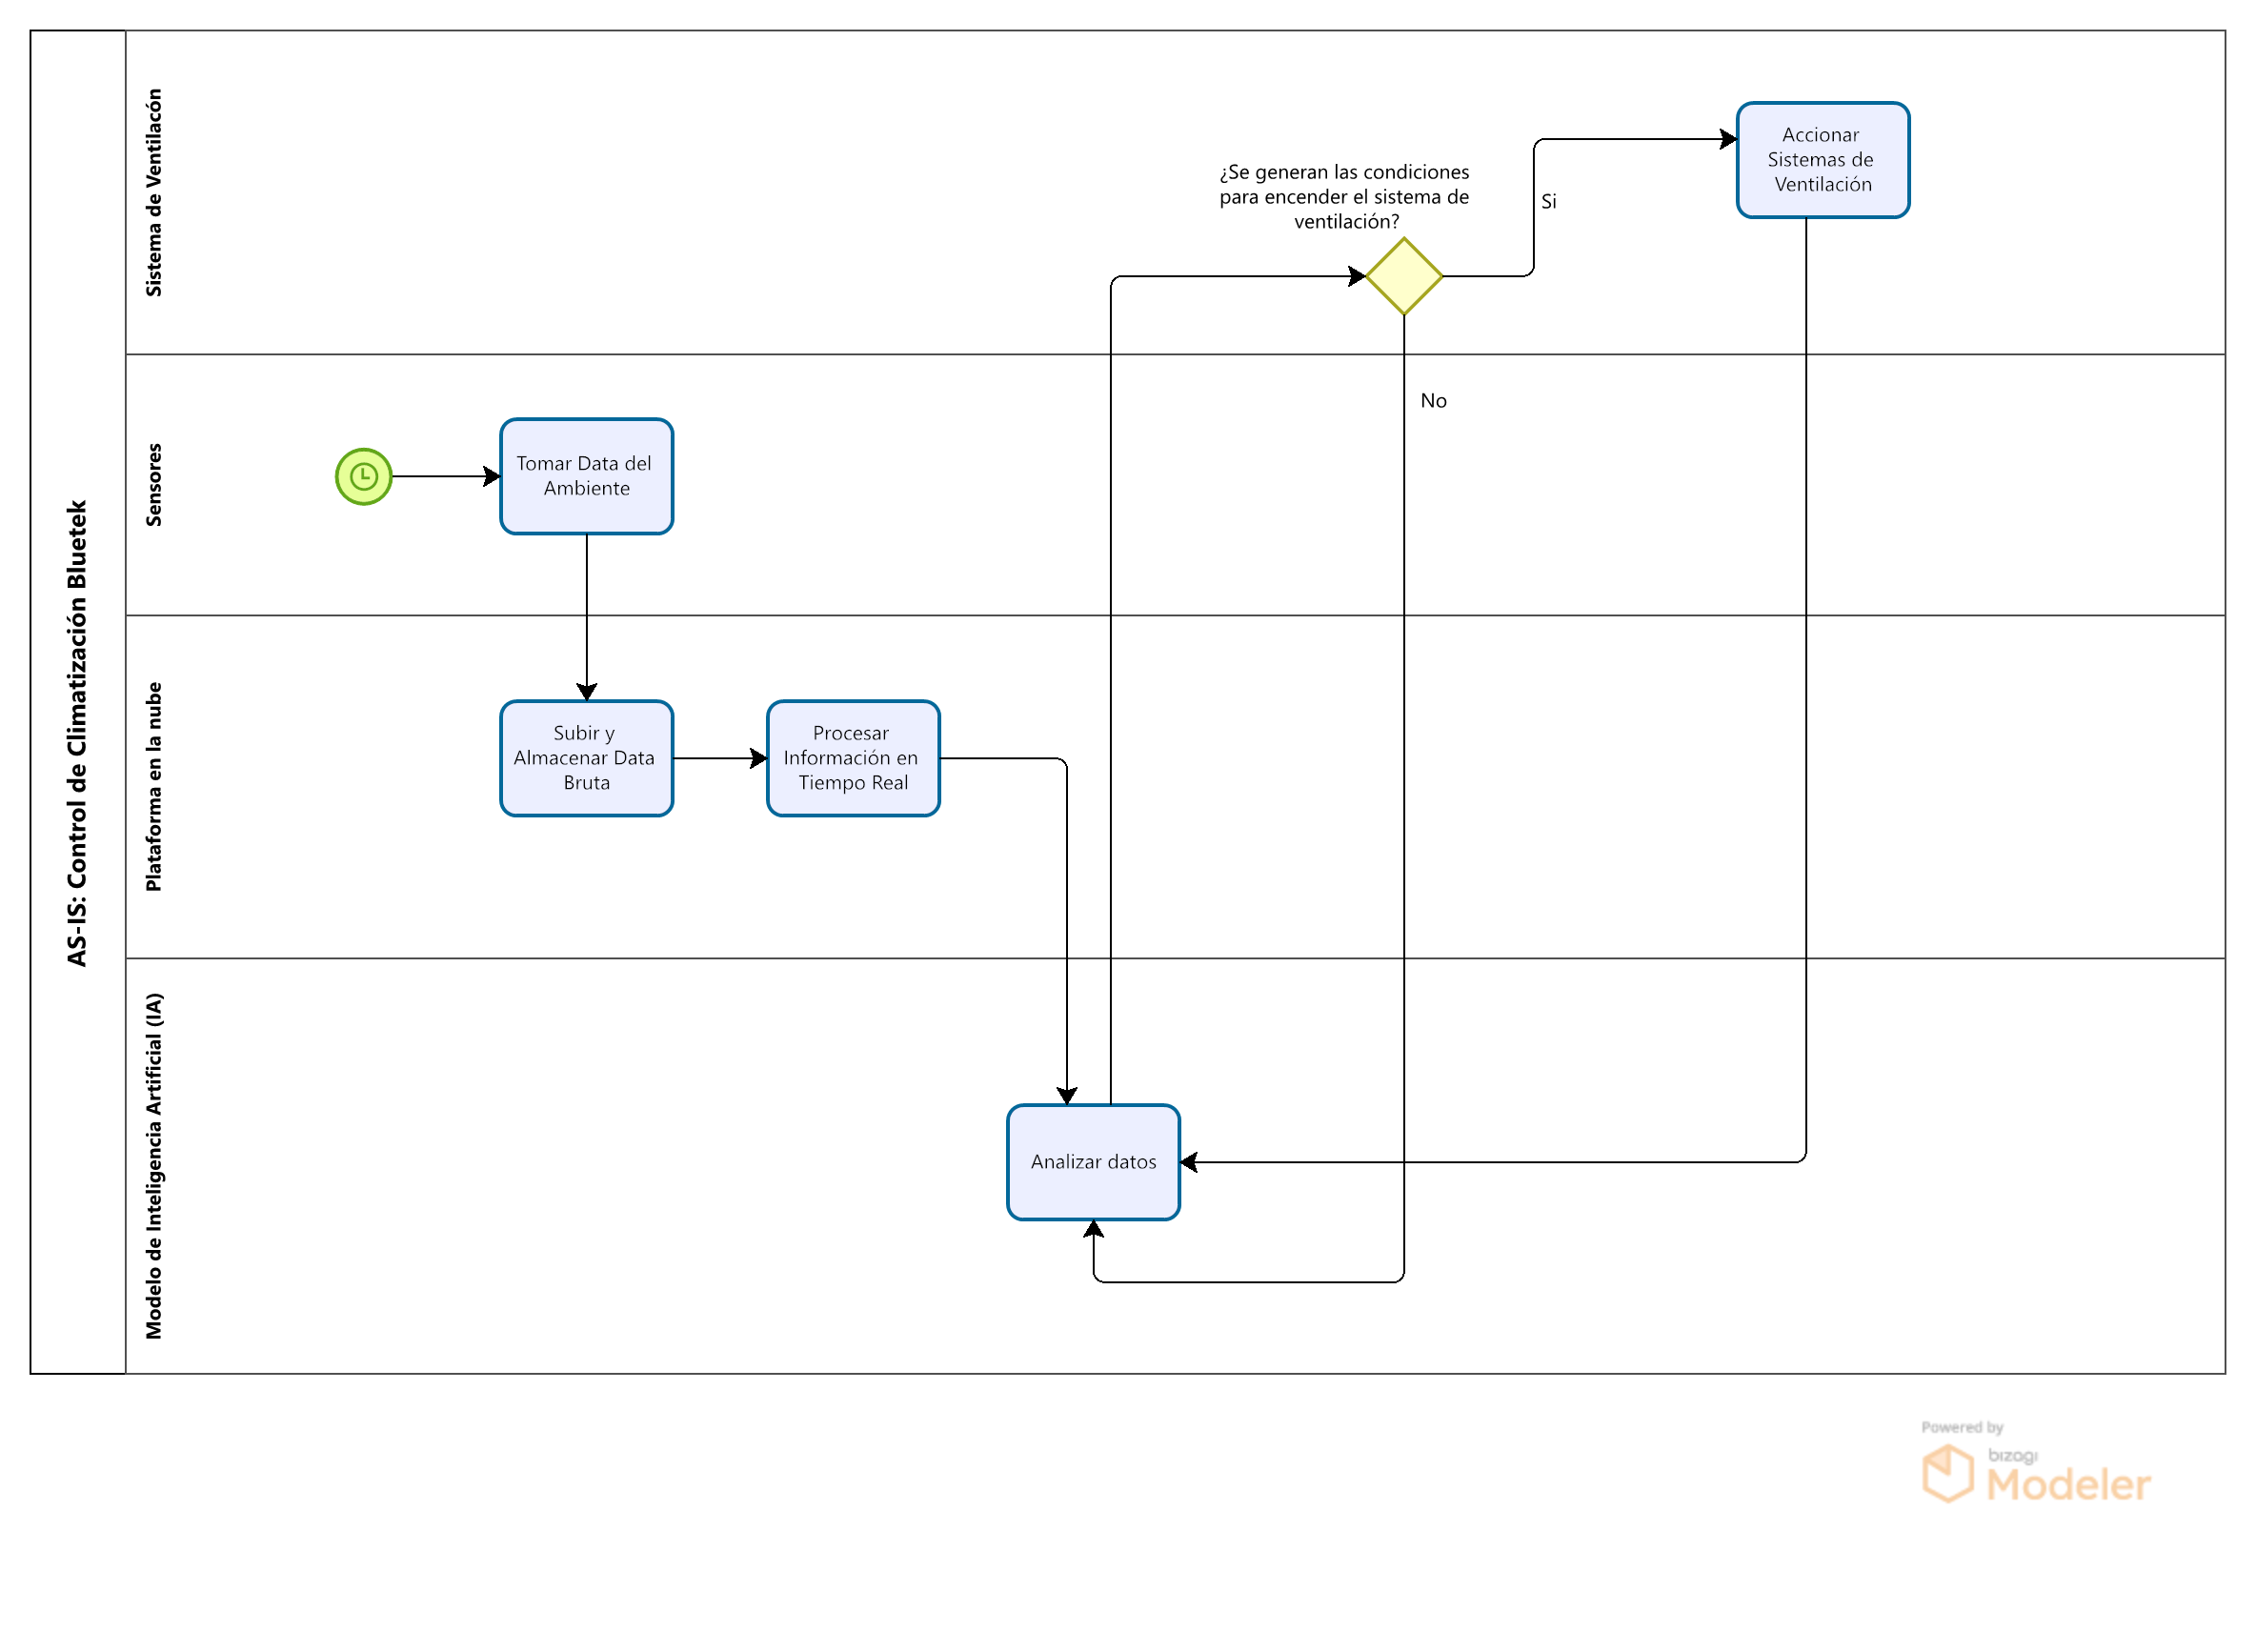 AS-IS: Control de Climatización Bluetek
Sistema de Ventilacón
¿Se generan las condiciones
para encender el sistema de
ventilación?
Si
Accionar
Sistemas de
Ventilación
Sensores
Tomar Data del
Ambiente
No
Plataforma en la nube
Subir y
Almacenar Data
Bruta
Procesar
Información en
Tiempo Real
Modelo de Inteligencia Artificial (IA)
Analizar datos
Powered by
bizagi
Modeler